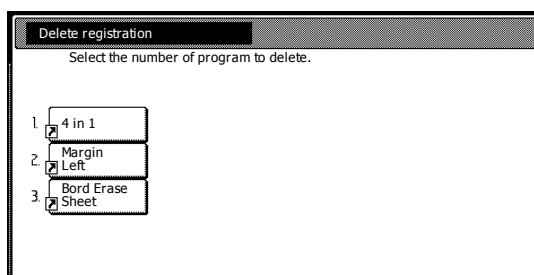 Delete registration
Select the number of program to delete.
1. 4 in 1
2. Margin
Left
3. Bord Erase
Sheet